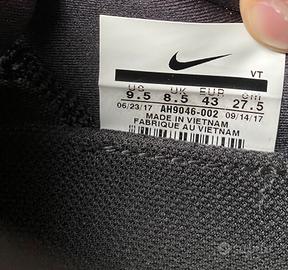 VT
US UK EUR cm
9.5 8.5 43 27.5
06/23/17 AH9046-002 09/14/17
MADE IN VIETNAM
FABRIQUE AU VIETNAM